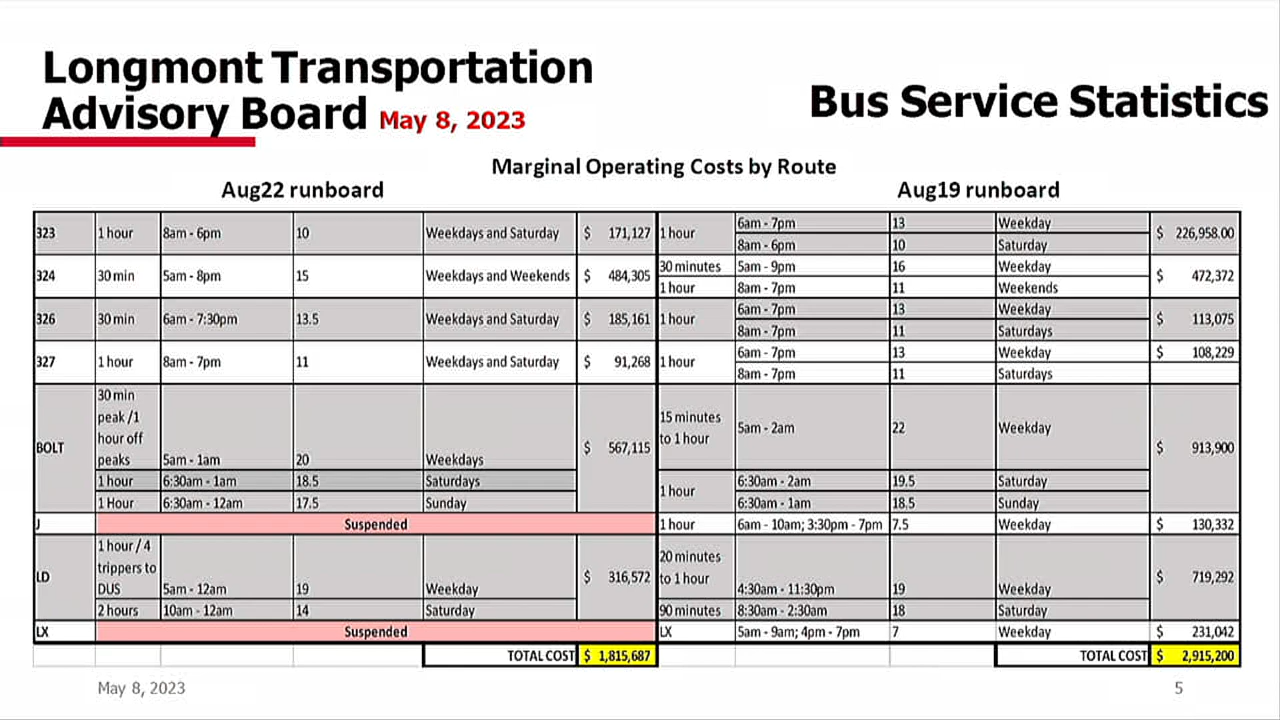 Longmont Transportation
Advisory Board May 8, 2023
Bus Service Statistics
Marginal Operating Costs by Route
Aug22 runboard
Aug19 runboard
323 1 hour 8am - 6pm 10 Weekdays and Saturday $ 171,127 1 hour 6am - 7pm 13 Weekday $ 226,958.00
8am - 6pm 10 Saturday
324 30 min 5am - 8pm 15 Weekdays and Weekends $ 484,305 30 minutes 5am - 9pm 16 Weekday $ 472,372
1 hour 8am - 7pm 11 Weekends
326 30 min 6am - 7:30pm 13.5 Weekdays and Saturday $ 185,161 1 hour 6am - 7pm 13 Weekday $ 113,075
8am - 7pm 11 Saturdays
327 1 hour 8am - 7pm 11 Weekdays and Saturday $ 91,268 1 hour 6am - 7pm 13 Weekday $ 108,229
8am - 7pm 11 Saturdays
BOLT
30 min
peak /1
hour off
peaks 5am - 1am 20 Weekdays $ 567,115
15 minutes
to 1 hour 5am - 2am 22 Weekday $ 913,900
1 hour 6:30am - 1am 18.5 Saturdays 1 hour 6:30am - 2am 19.5 Saturday
1 Hour 6:30am - 12am 17.5 Sunday 6:30am - 1am 18.5 Sunday
J Suspended 1 hour 6am - 10am; 3:30pm - 7pm 7.5 Weekday $ 130,332
LD
1 hour / 4
trippers to
DUS 5am - 12am 19 Weekday $ 316,572
20 minutes
to 1 hour 4:30am - 11:30pm 19 Weekday $ 719,292
2 hours 10am - 12am 14 Saturday 90 minutes 8:30am - 2:30am 18 Saturday
LX Suspended LX 5am - 9am; 4pm - 7pm 7 Weekday $ 231,042
TOTAL COST $ 1,815,687 TOTAL COST $ 2,915,200
May 8, 2023
5